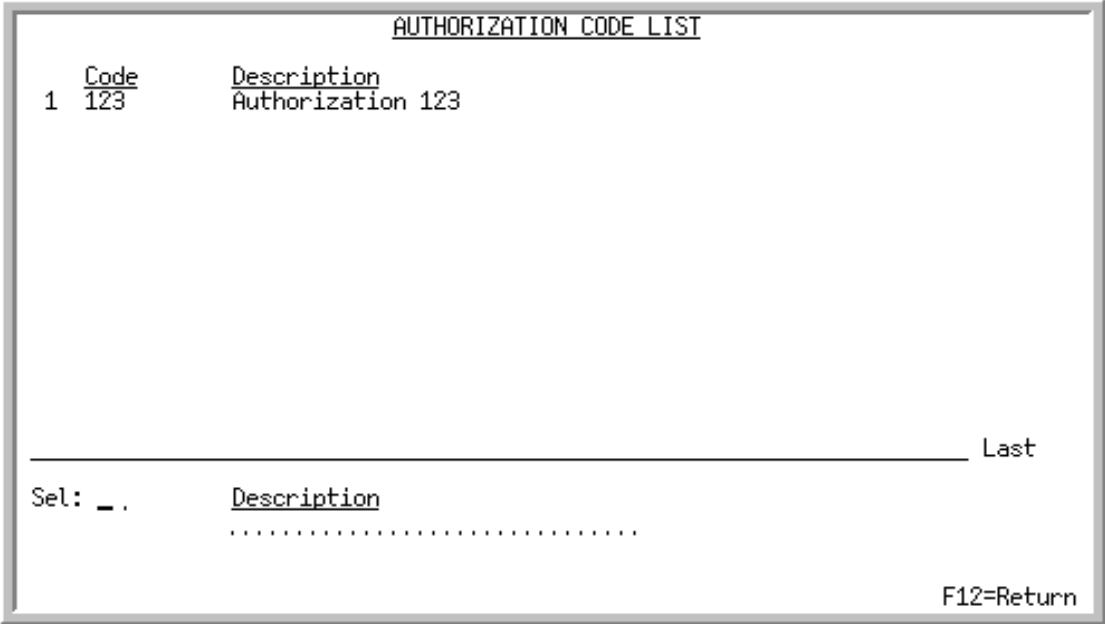 AUTHORIZATION CODE LIST
Code Description
1 123 Authorization 123
Last
Sel: _ . Description
...............................
F12=Return